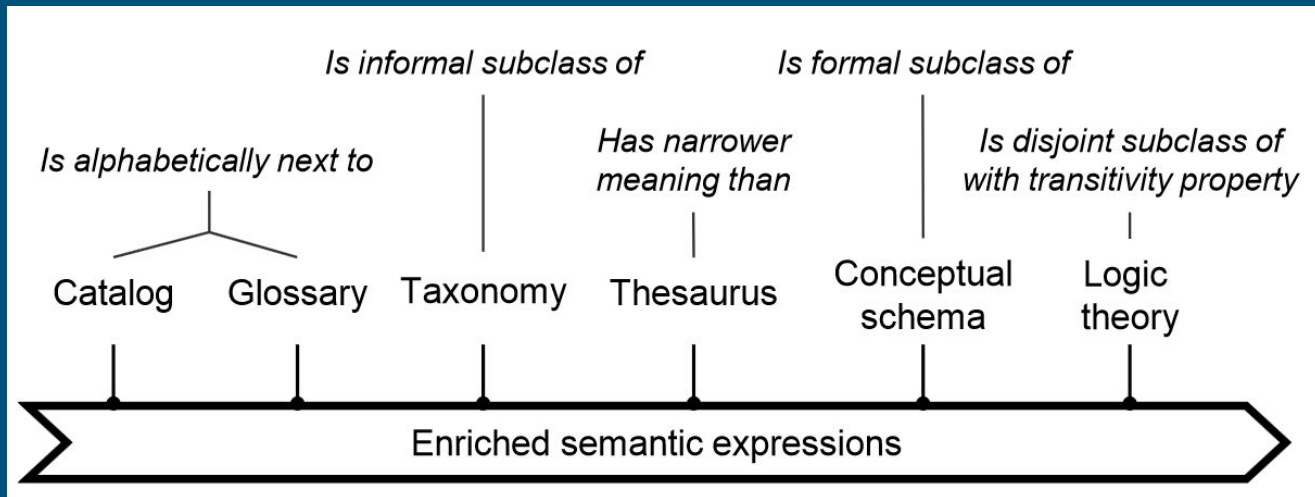 Is informal subclass of
Is formal subclass of
Is alphabetically next to
Has narrower
meaning than
Is disjoint subclass of
with transitivity property
Catalog
Glossary
Taxonomy
Thesaurus
Conceptual
schema
Logic
theory
Enriched semantic expressions